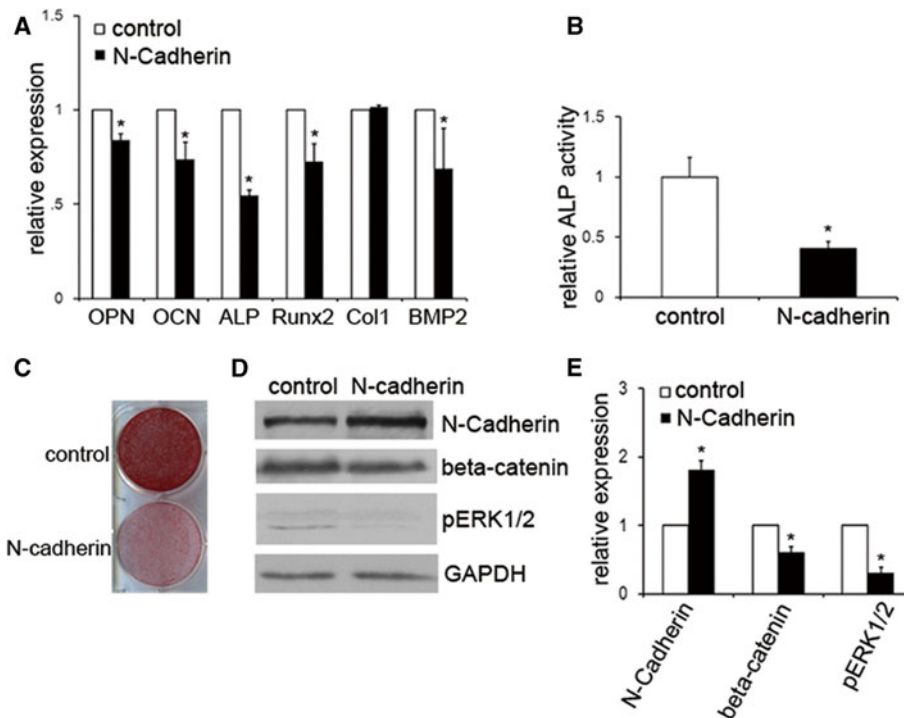 A
1.5
control
N-Cadherin
relative expression
1
.5
0
* * * * *
OPN OCN ALP Runx2 Col1 BMP2
B
relative ALP activity
1.5
1
0.5
0
*
control N-cadherin
C
control
N-cadherin
D
control N-cadherin
N-Cadherin
beta-catenin
pERK1/2
GAPDH
E
3
control
N-Cadherin
relative expression
2
1
0
* * *
N-Cadherin
beta-catenin
pERK1/2